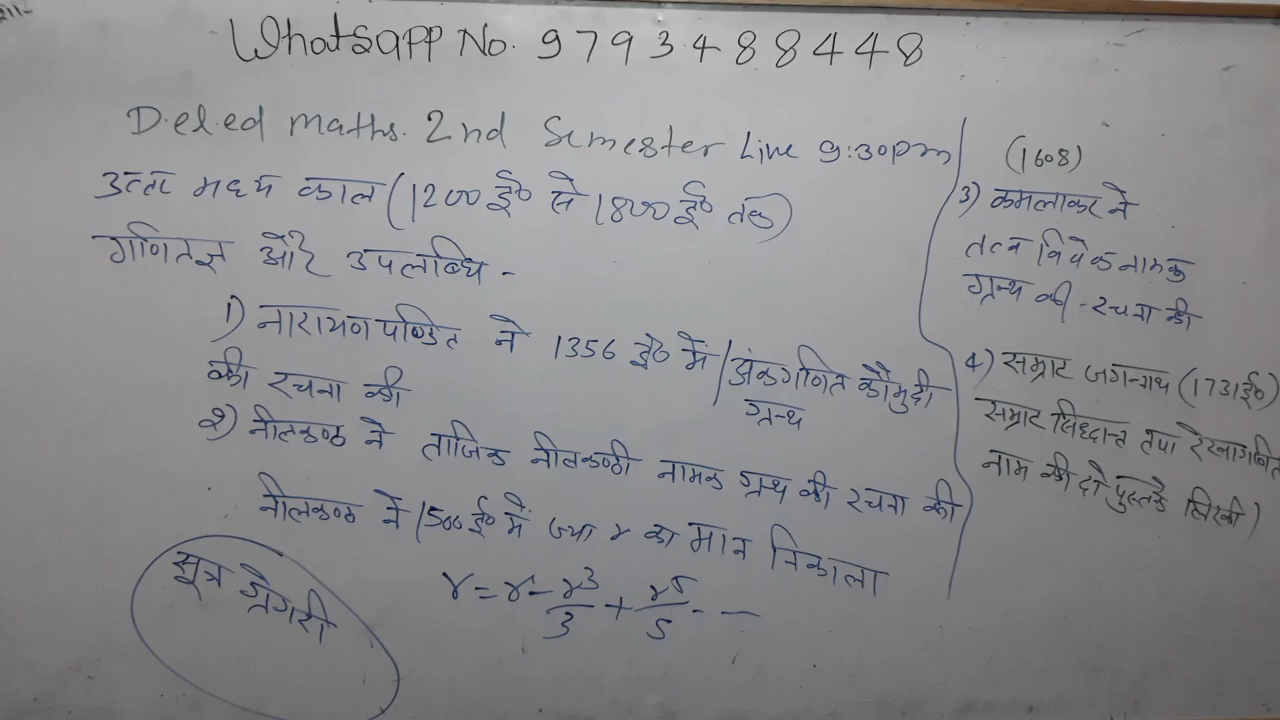 Whatsapp No. 9793488448
D.el.ed maths. 2nd Semester Live 9:30pm
उत्तर मध्य काल (1200 ई० से 1800 ई० तक)
गणितज्ञ और उपलब्धि -
1) नारायण पण्डित ने 1356 ई० में अंकगणित कौमुदी
ग्रन्थ
की रचना की
२) नीलकण्ठ ने ताजिक नीलकण्ठी नामक ग्रन्थ की रचना की
नीलकण्ठ ने 1500 ई० में ज्या r का मान निकाला
r = r - r³/3 + r⁵/5 - - —
सूत्र ग्रेगरी
(1608)
3) कमलाकर ने
तत्व विवेक नामक
ग्रन्थ की रचना की
4) सम्राट जगन्नाथ (1731 ई०)
सम्राट सिध्दान्त तथा रेखागणित
नाम की दो पुस्तकें लिखी)